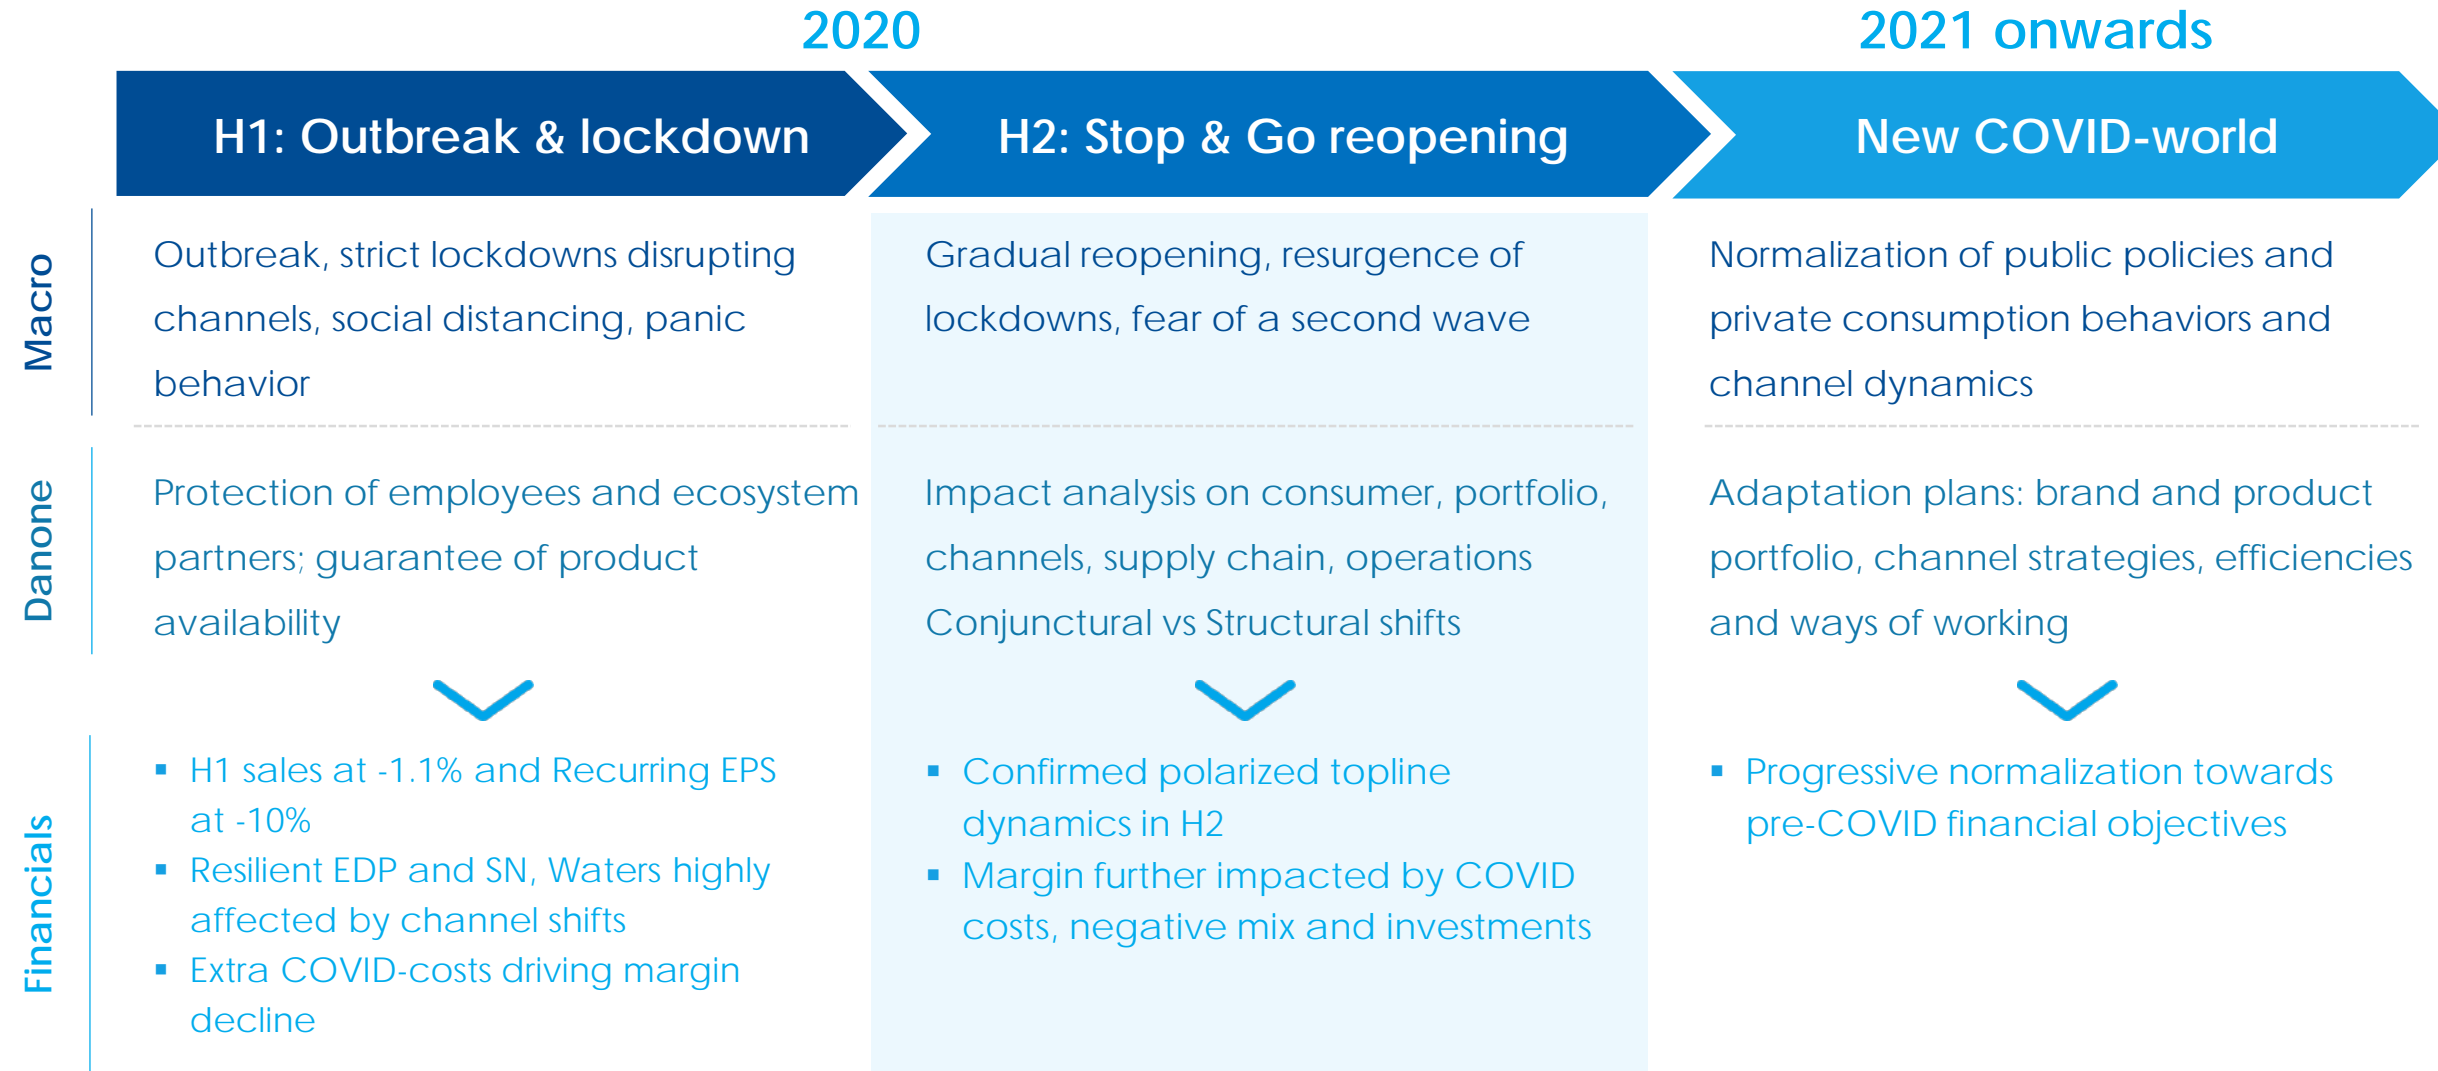 2020
2021 onwards
H1: Outbreak & lockdown
H2: Stop & Go reopening
New COVID-world
Macro
Outbreak, strict lockdowns disrupting
channels, social distancing, panic
behavior
Gradual reopening, resurgence of
lockdowns, fear of a second wave
Normalization of public policies and
private consumption behaviors and
channel dynamics
Danone
Protection of employees and ecosystem
partners; guarantee of product
availability
Impact analysis on consumer, portfolio,
channels, supply chain, operations
Conjunctural vs Structural shifts
Adaptation plans: brand and product
portfolio, channel strategies, efficiencies
and ways of working
Financials
▪ H1 sales at -1.1% and Recurring EPS
at -10%
▪ Resilient EDP and SN, Waters highly
affected by channel shifts
▪ Extra COVID-costs driving margin
decline
▪ Confirmed polarized topline
dynamics in H2
▪ Margin further impacted by COVID
costs, negative mix and investments
▪ Progressive normalization towards
pre-COVID financial objectives